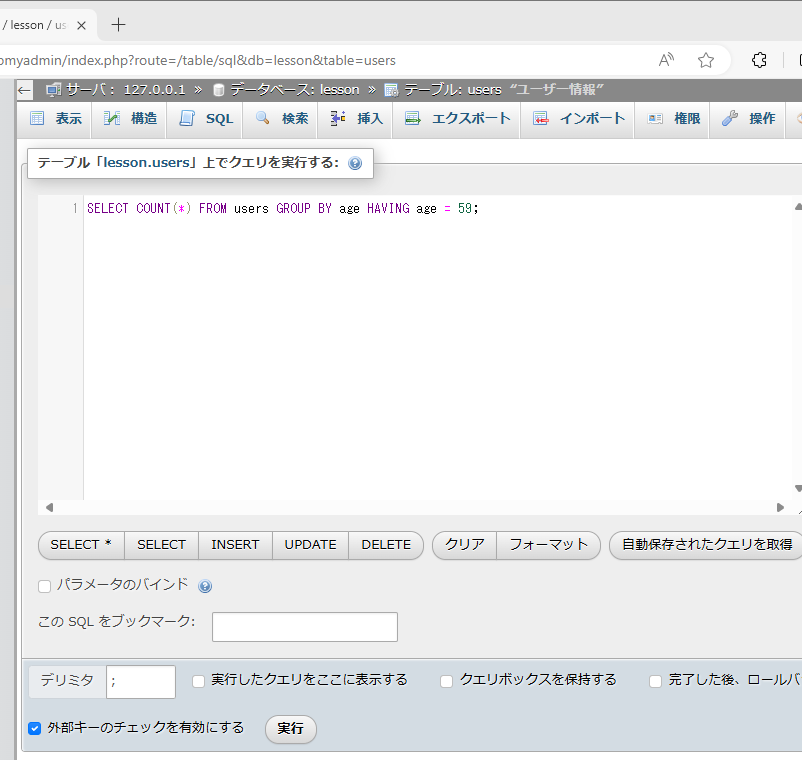 / lesson / us
omyadmin/index.php?route=/table/sql&db=lesson&table=users
サーバ: 127.0.0.1 » データベース: lesson » テーブル: users "ユーザー情報"
表示 構造 SQL 検索 挿入 エクスポート インポート 権限 操作
テーブル「lesson.users」上でクエリを実行する:
1 SELECT COUNT(*) FROM users GROUP BY age HAVING age = 59;
SELECT * SELECT INSERT UPDATE DELETE クリア フォーマット 自動保存されたクエリを取得
パラメータのバインド
この SQL をブックマーク:
デリミタ ; 実行したクエリをここに表示する クエリボックスを保持する 完了した後、ロールバ
外部キーのチェックを有効にする 実行